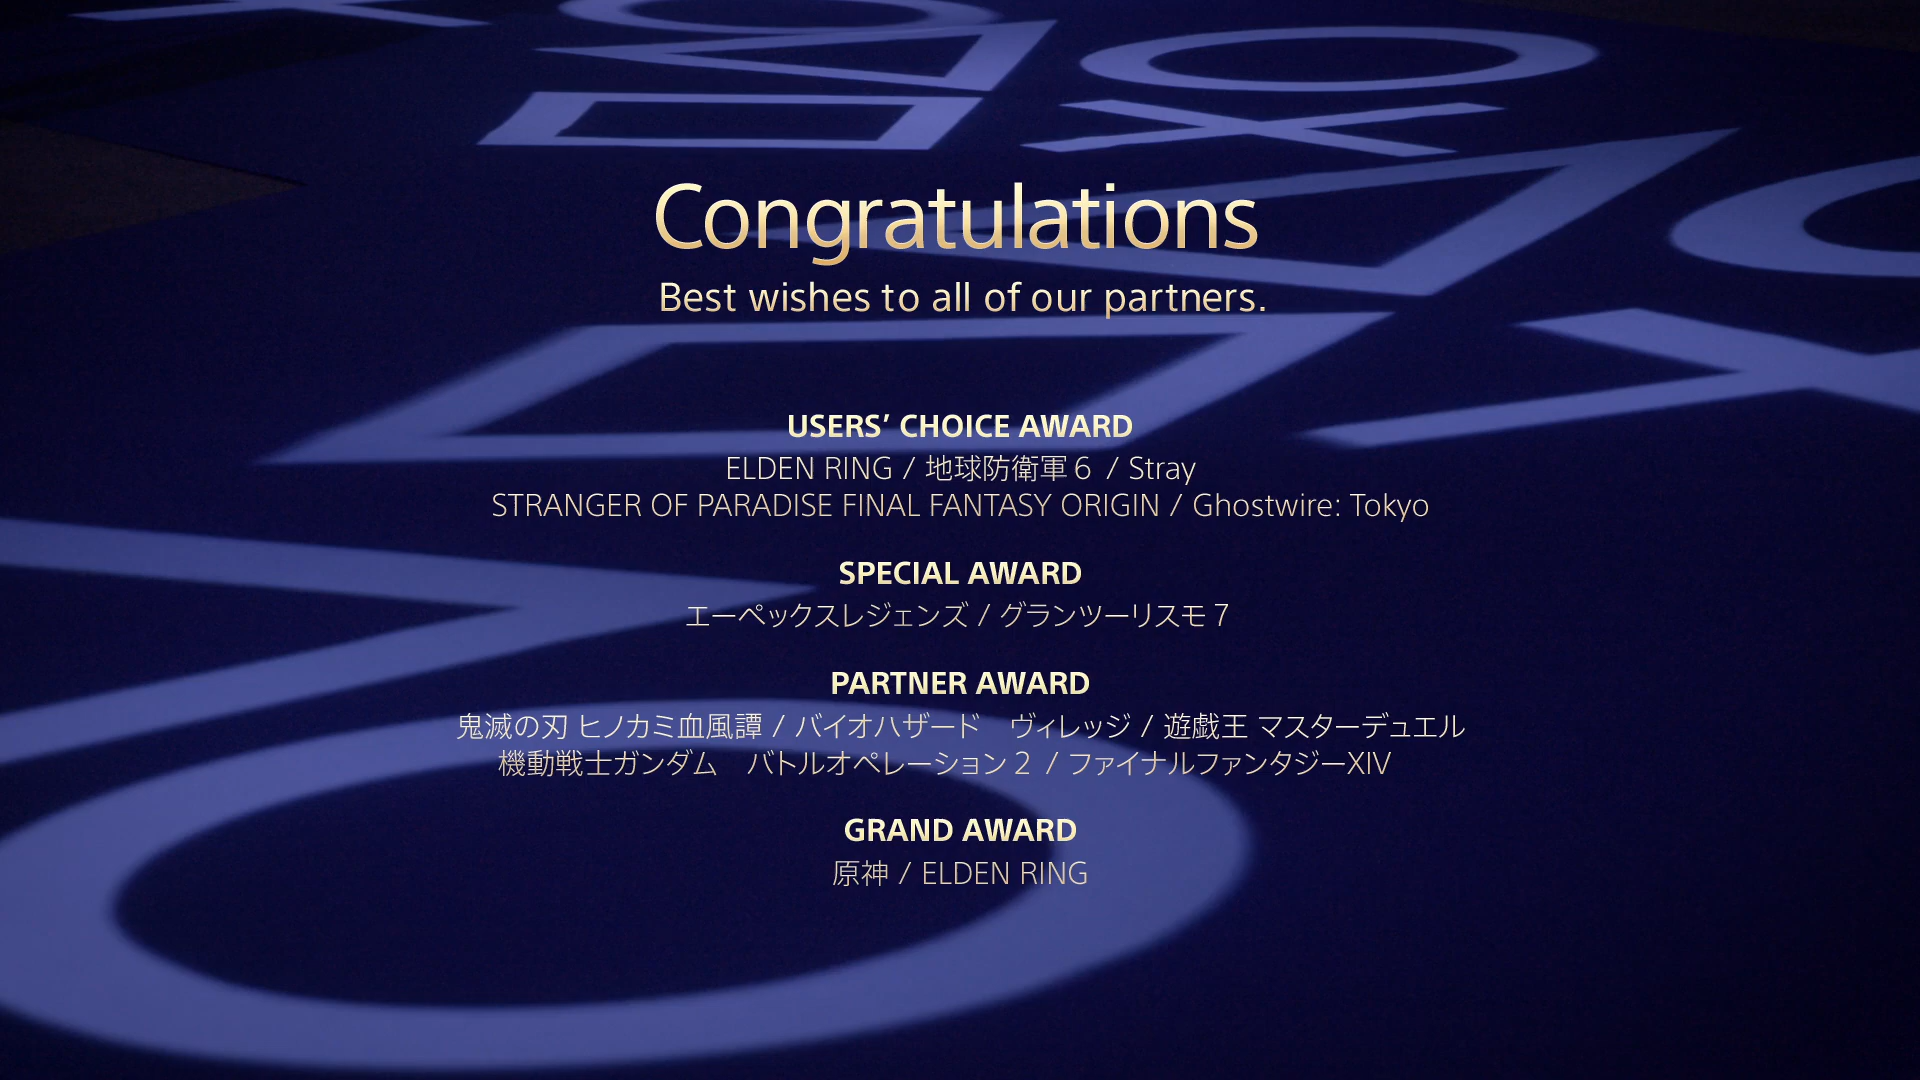 Congratulations
Best wishes to all of our partners.
USERS’ CHOICE AWARD
ELDEN RING / 地球防衛軍６ / Stray
STRANGER OF PARADISE FINAL FANTASY ORIGIN / Ghostwire: Tokyo
SPECIAL AWARD
エーペックスレジェンズ / グランツーリスモ７
PARTNER AWARD
鬼滅の刃 ヒノカミ血風譚 / バイオハザード　ヴィレッジ / 遊戯王 マスターデュエル
機動戦士ガンダム　バトルオペレーション２ / ファイナルファンタジーXIV
GRAND AWARD
原神 / ELDEN RING